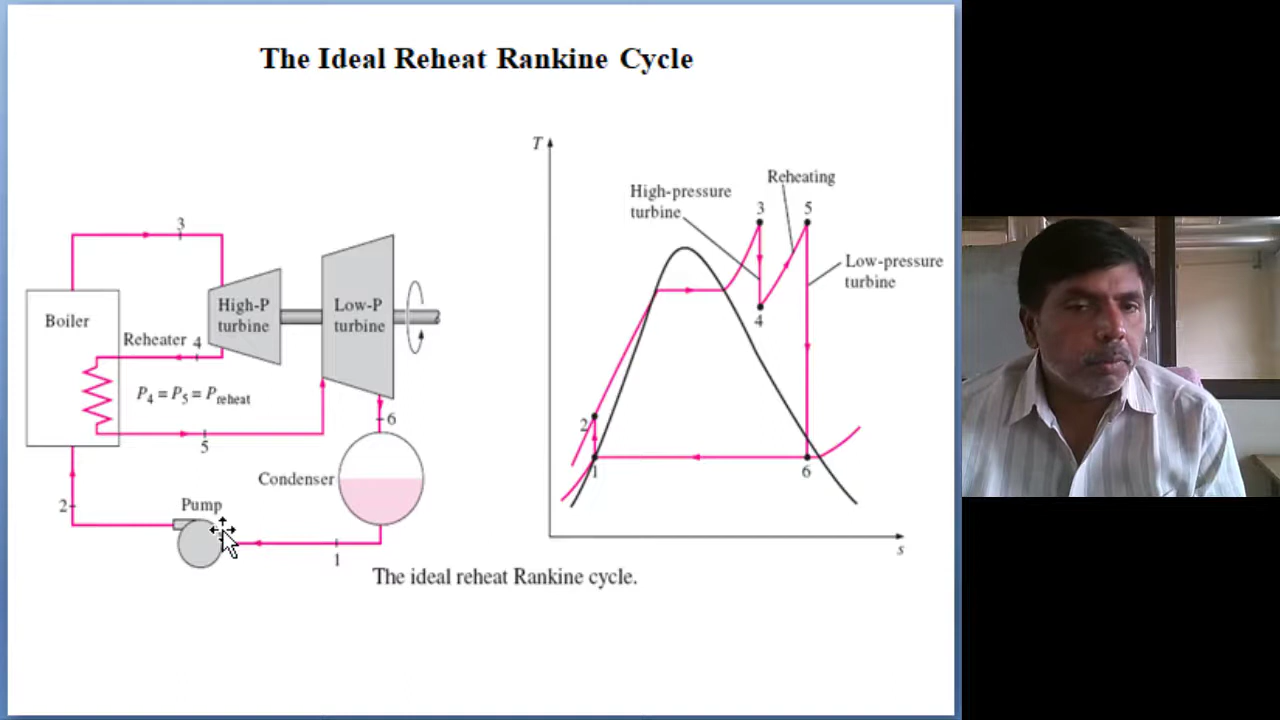 The Ideal Reheat Rankine Cycle
3
Boiler
High-P
turbine
Low-P
turbine
Reheater 4
P4 = P5 = Preheat
5
6
Condenser
2
Pump
1
T
High-pressure
turbine
Reheating
3
5
Low-pressure
turbine
4
2
1
6
s
The ideal reheat Rankine cycle.